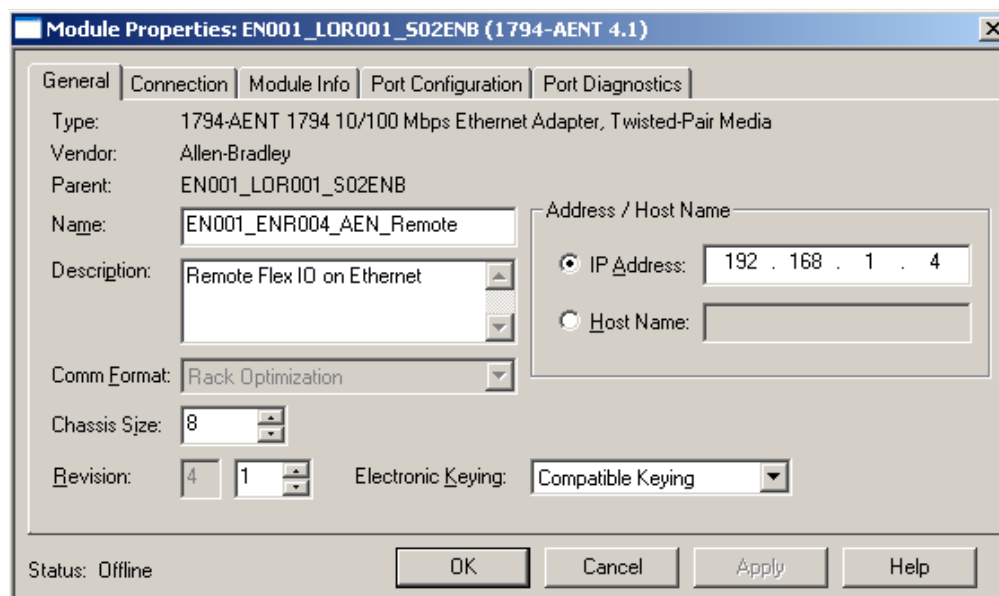 Module Properties: EN001_LOR001_S02ENB (1794-AENT 4.1)
General Connection Module Info Port Configuration Port Diagnostics
Type: 1794-AENT 1794 10/100 Mbps Ethernet Adapter, Twisted-Pair Media
Vendor: Allen-Bradley
Parent: EN001_LOR001_S02ENB
Name: EN001_ENR004_AEN_Remote
Description: Remote Flex IO on Ethernet
Address / Host Name
IP Address: 192 . 168 . 1 . 4
Host Name:
Comm Format: Rack Optimization
Chassis Size: 8
Revision: 4 1 Electronic Keying: Compatible Keying
Status: Offline OK Cancel Apply Help